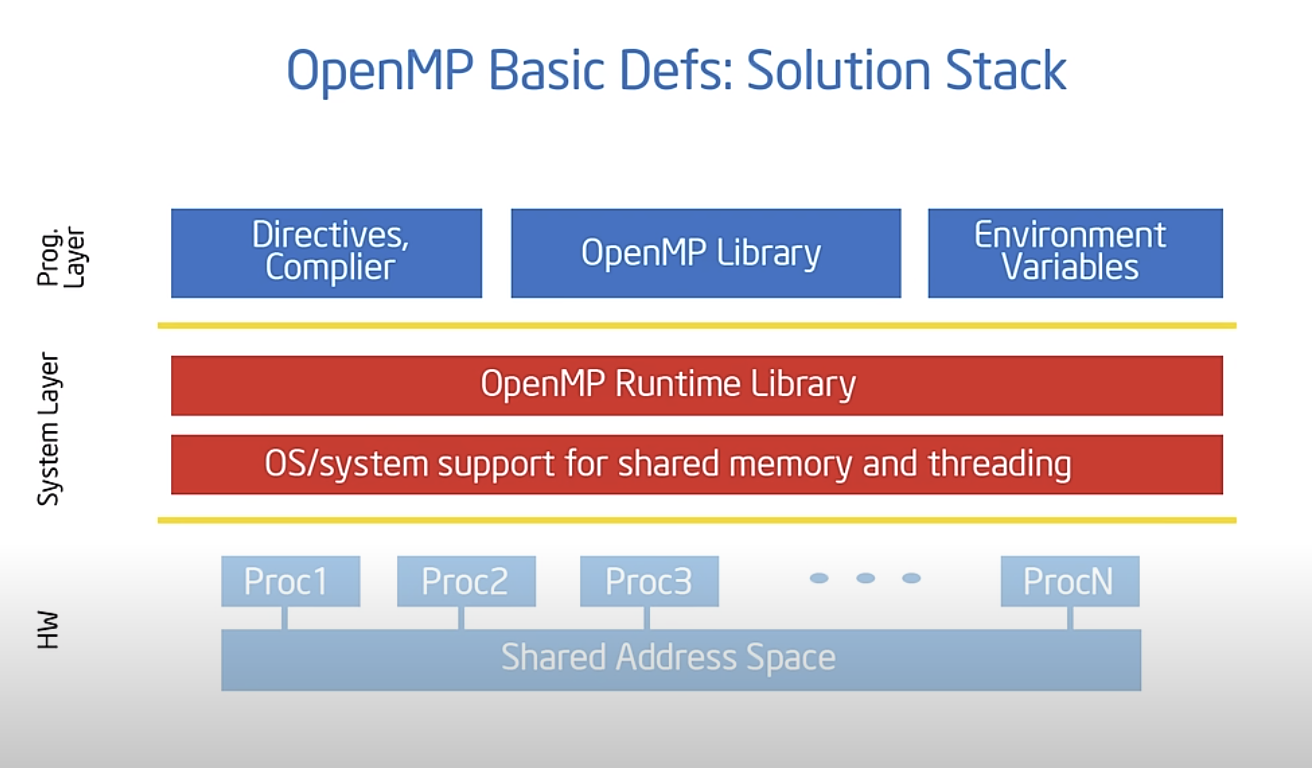 OpenMP Basic Defs: Solution Stack
Prog.
Layer
Directives,
Complier
OpenMP Library
Environment
Variables
System Layer
OpenMP Runtime Library
OS/system support for shared memory and threading
HW
Proc1
Proc2
Proc3
ProcN
Shared Address Space